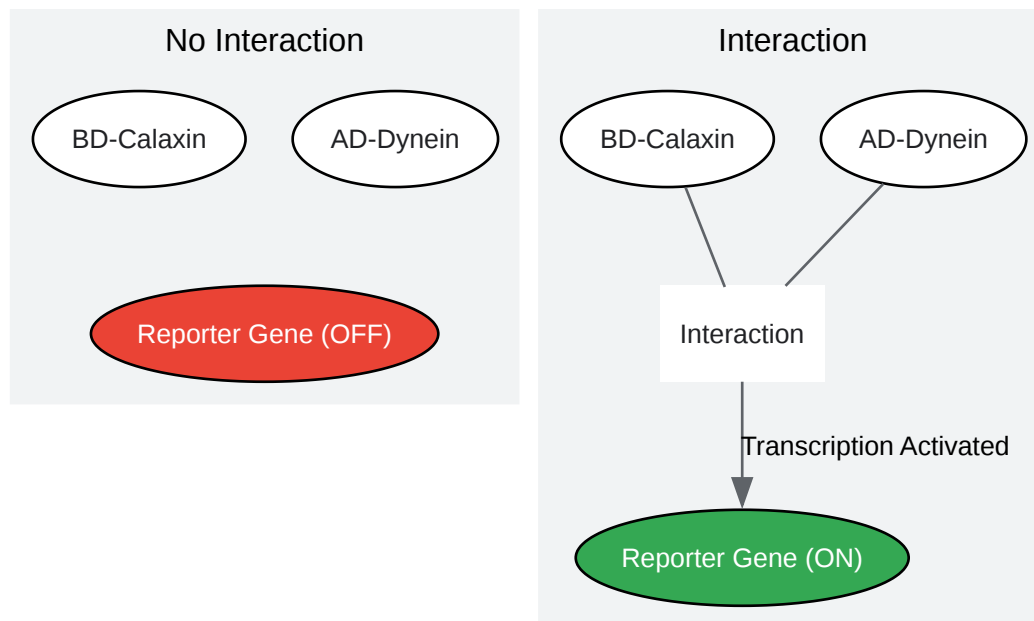 No Interaction
BD-Calaxin
AD-Dynein
Reporter Gene (OFF)
Interaction
BD-Calaxin
AD-Dynein
Interaction
Transcription Activated
Reporter Gene (ON)